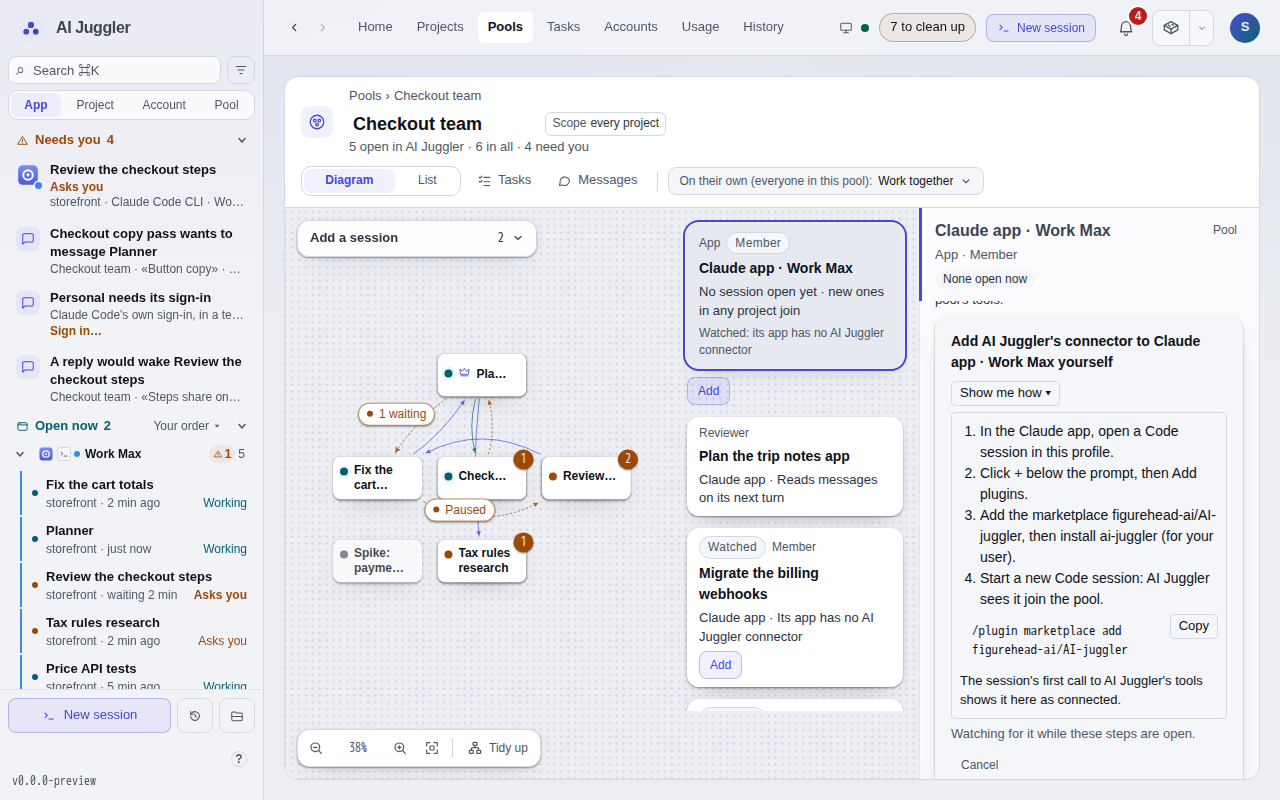 AI Juggler
Search ⌘K
App Project Account Pool
Needs you 4
Review the checkout steps
Asks you
storefront · Claude Code CLI · Wo…
Checkout copy pass wants to
message Planner
Checkout team · «Button copy» · …
Personal needs its sign-in
Claude Code's own sign-in, in a te…
Sign in…
A reply would wake Review the
checkout steps
Checkout team · «Steps share on…
Open now 2 Your order
Work Max 1 5
Fix the cart totals
storefront · 2 min ago Working
Planner
storefront · just now Working
Review the checkout steps
storefront · waiting 2 min Asks you
Tax rules research
storefront · 2 min ago Asks you
Price API tests
storefront · 5 min ago Working
New session
?
v0.0.0-preview
Home Projects Pools Tasks Accounts Usage History
7 to clean up
New session
4
S
Pools › Checkout team
Checkout team
Scope every project
5 open in AI Juggler · 6 in all · 4 need you
Diagram List Tasks Messages
On their own (everyone in this pool): Work together
Add a session 2
Pla…
1 waiting
Fix the
cart…
1
Check…
2
Review…
Paused
Spike:
payme…
1
Tax rules
research
38%
Tidy up
App Member
Claude app · Work Max
No session open yet · new ones
in any project join
Watched: its app has no AI Juggler
connector
Add
Reviewer
Plan the trip notes app
Claude app · Reads messages
on its next turn
Watched Member
Migrate the billing
webhooks
Claude app · Its app has no AI
Juggler connector
Add
Claude app · Work Max Pool
App · Member
None open now
pool's tools.
Add AI Juggler's connector to Claude
app · Work Max yourself
Show me how ▾
1. In the Claude app, open a Code
session in this profile.
2. Click + below the prompt, then Add
plugins.
3. Add the marketplace figurehead-ai/AI-
juggler, then install ai-juggler (for your
user).
4. Start a new Code session: AI Juggler
sees it join the pool.
/plugin marketplace add
figurehead-ai/AI-juggler
Copy
The session's first call to AI Juggler's tools
shows it here as connected.
Watching for it while these steps are open.
Cancel